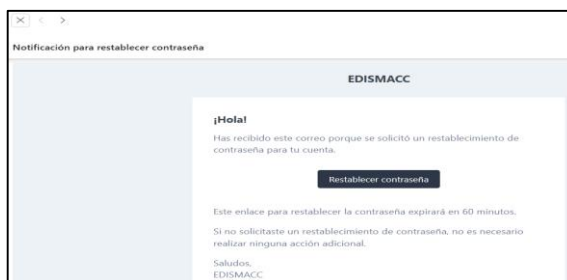 Notificación para restablecer contraseña
EDISMACC
¡Hola!
Has recibido este correo porque se solicitó un restablecimiento de
contraseña para tu cuenta.
Restablecer contraseña
Este enlace para restablecer la contraseña expirará en 60 minutos.
Si no solicitaste un restablecimiento de contraseña, no es necesario
realizar ninguna acción adicional.
Saludos,
EDISMACC